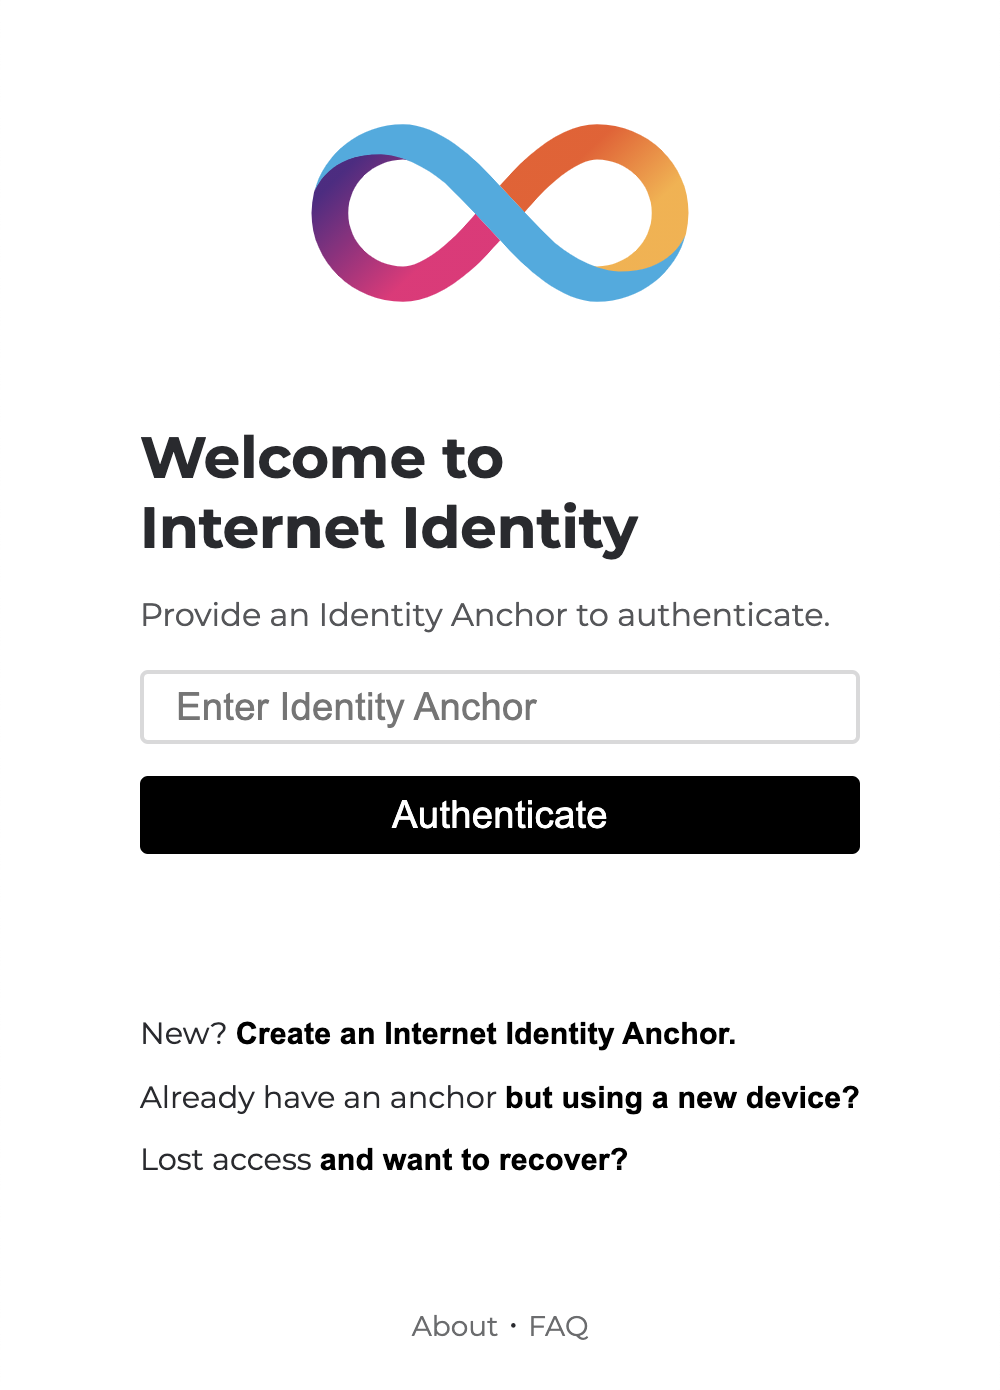 Welcome to
Internet Identity
Provide an Identity Anchor to authenticate.
Enter Identity Anchor
Authenticate
New? Create an Internet Identity Anchor.
Already have an anchor but using a new device?
Lost access and want to recover?
About · FAQ